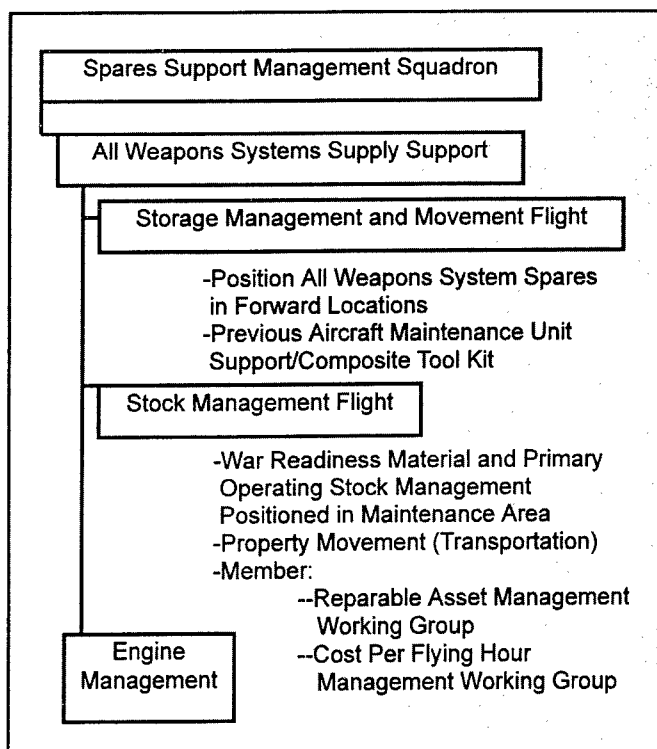 Spares Support Management Squadron
All Weapons Systems Supply Support
Storage Management and Movement Flight
-Position All Weapons System Spares
in Forward Locations
-Previous Aircraft Maintenance Unit
Support/Composite Tool Kit
Stock Management Flight
-War Readiness Material and Primary
Operating Stock Management
Positioned in Maintenance Area
-Property Movement (Transportation)
-Member:
--Reparable Asset Management
Working Group
--Cost Per Flying Hour
Management Working Group
Engine
Management